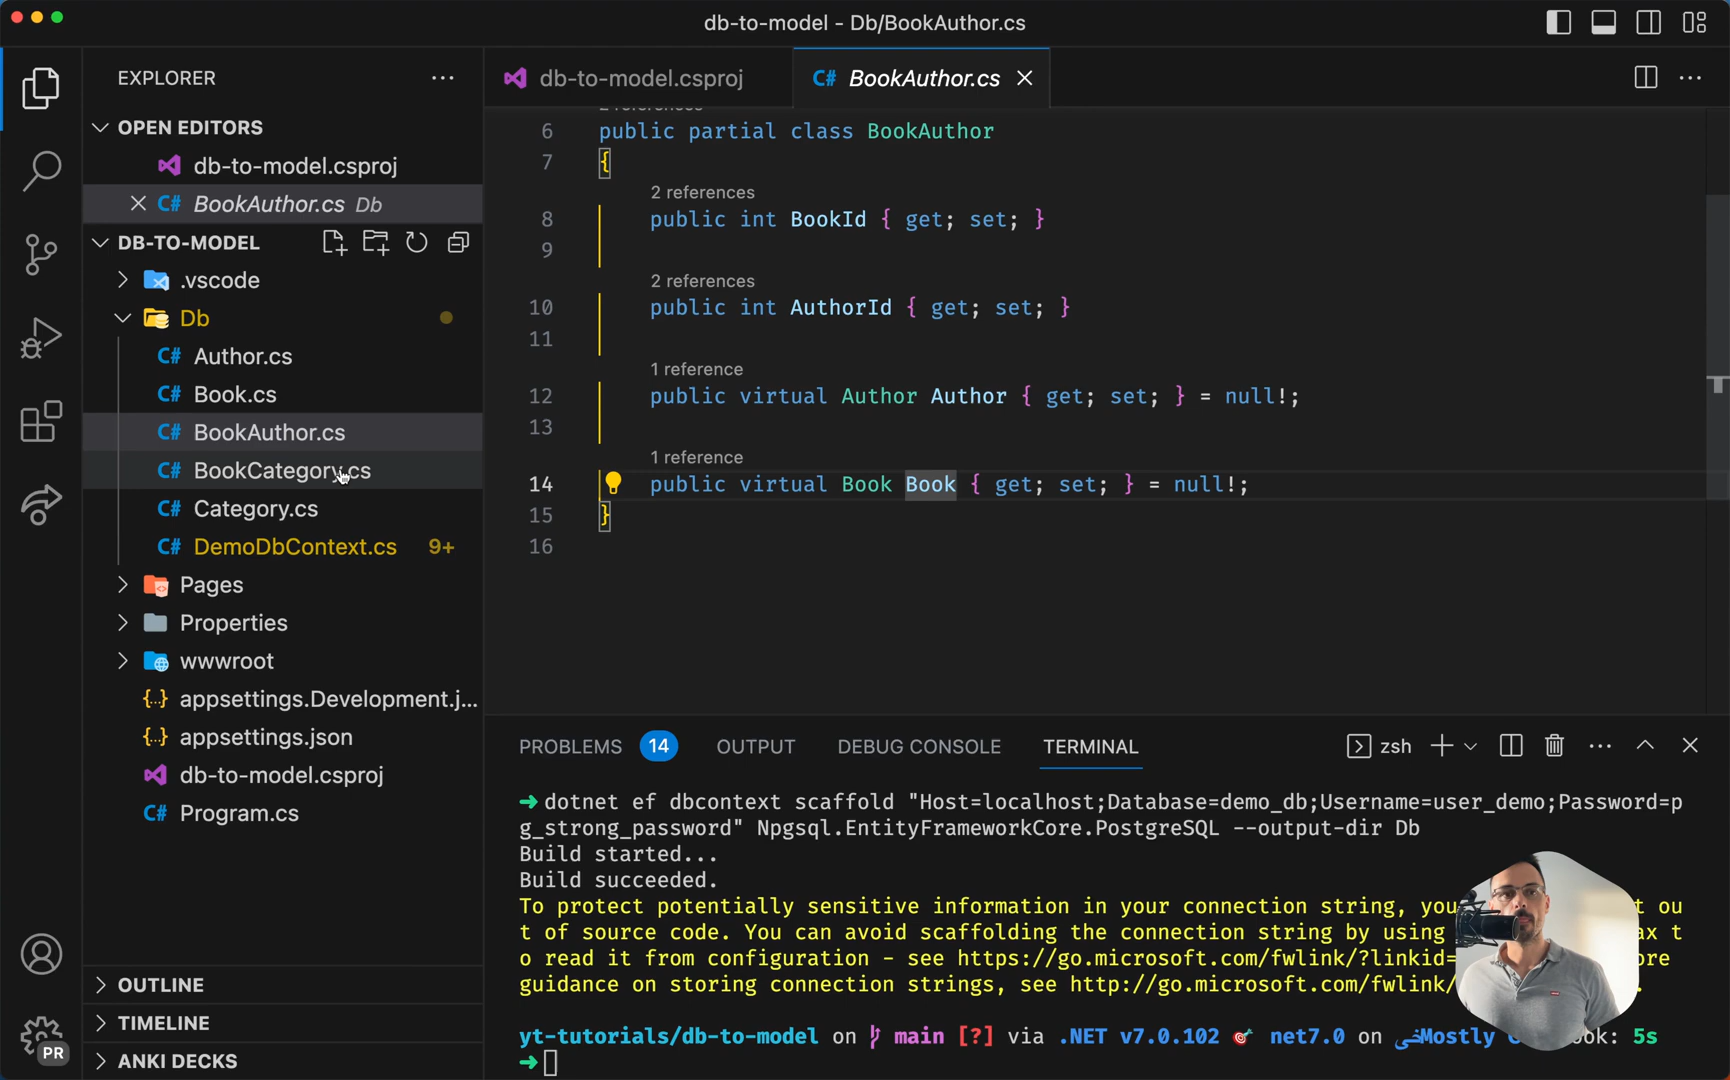 db-to-model - Db/BookAuthor.cs
EXPLORER
OPEN EDITORS
db-to-model.csproj
C# BookAuthor.cs Db
DB-TO-MODEL
.vscode
Db
C# Author.cs
C# Book.cs
C# BookAuthor.cs
C# BookCategory.cs
C# Category.cs
C# DemoDbContext.cs 9+
Pages
Properties
wwwroot
{..} appsettings.Development.j...
{..} appsettings.json
db-to-model.csproj
C# Program.cs
OUTLINE
TIMELINE
ANKI DECKS
PR
db-to-model.csproj
C# BookAuthor.cs
2 references
6 public partial class BookAuthor
7 {
2 references
8 public int BookId { get; set; }
9
2 references
10 public int AuthorId { get; set; }
11
1 reference
12 public virtual Author Author { get; set; } = null!;
13
1 reference
14 public virtual Book Book { get; set; } = null!;
15 }
16
PROBLEMS 14 OUTPUT DEBUG CONSOLE TERMINAL zsh
➜ dotnet ef dbcontext scaffold "Host=localhost;Database=demo_db;Username=user_demo;Password=p
g_strong_password" Npgsql.EntityFrameworkCore.PostgreSQL --output-dir Db
Build started...
Build succeeded.
To protect potentially sensitive information in your connection string, you t ou
t of source code. You can avoid scaffolding the connection string by using ax t
o read it from configuration - see https://go.microsoft.com/fwlink/?linkid= ore
guidance on storing connection strings, see http://go.microsoft.com/fwlink/ .
yt-tutorials/db-to-model on main [?] via .NET v7.0.102 🎯 net7.0 on Mostly ook: 5s
➜